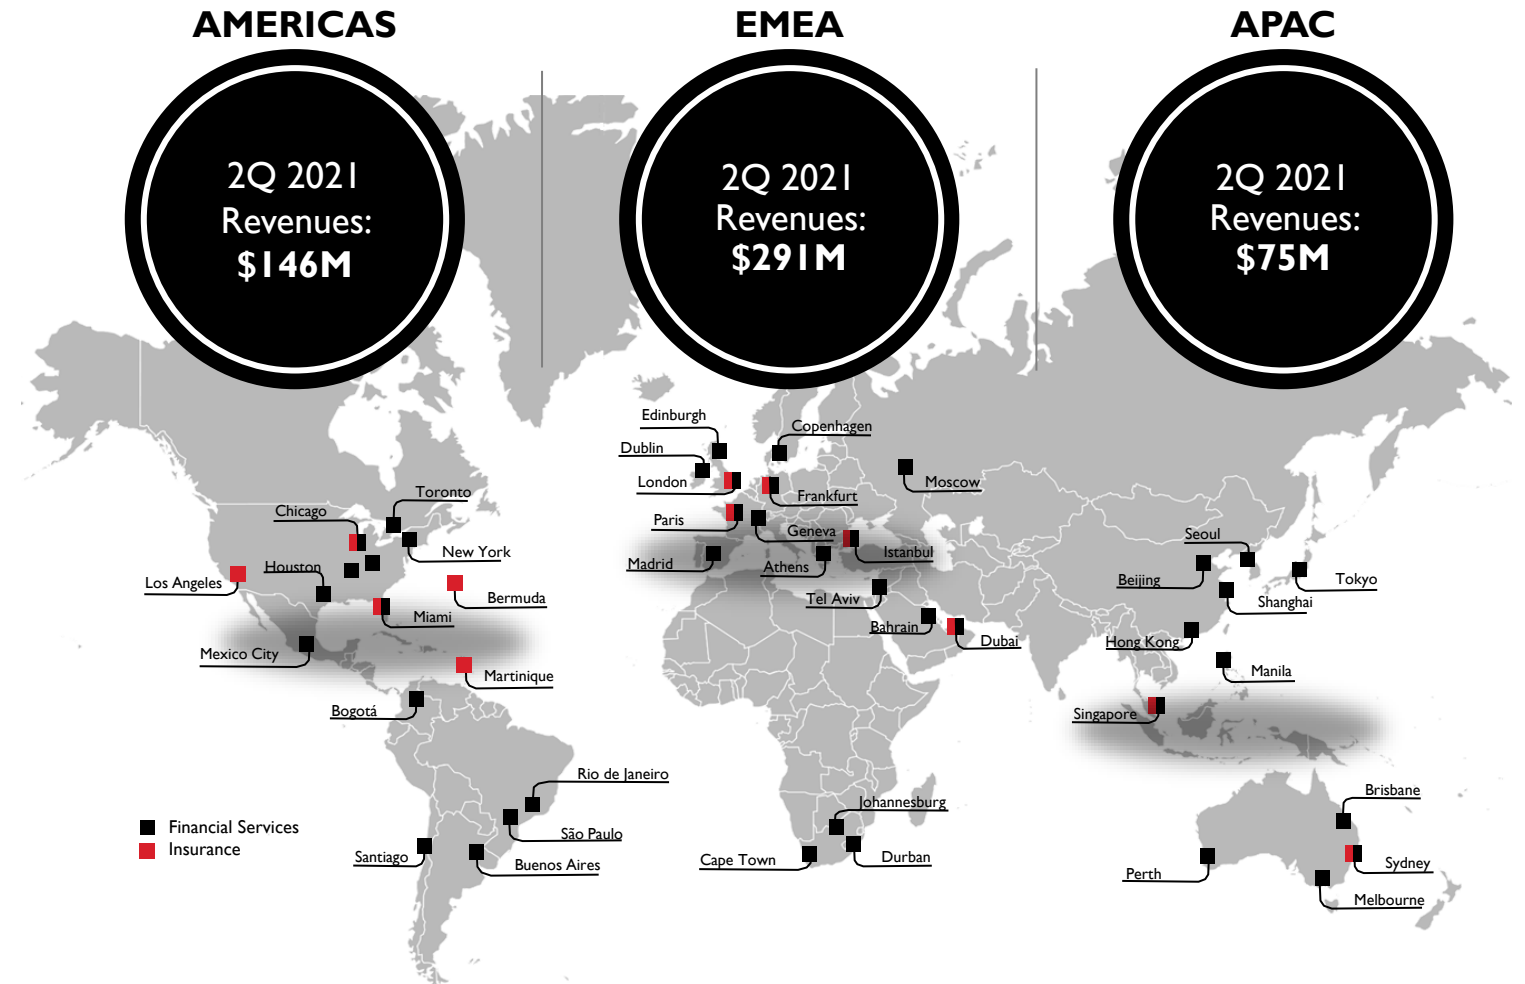 AMERICAS
EMEA
APAC
2Q 2021
Revenues:
$146M
2Q 2021
Revenues:
$291M
2Q 2021
Revenues:
$75M
Toronto
Chicago
New York
Houston
Los Angeles
Bermuda
Miami
Mexico City
Martinique
Bogotá
Rio de Janeiro
São Paulo
Santiago
Buenos Aires
Financial Services
Insurance
Edinburgh
Copenhagen
Dublin
London
Moscow
Frankfurt
Paris
Geneva
Istanbul
Madrid
Athens
Tel Aviv
Bahrain
Dubai
Johannesburg
Cape Town
Durban
Seoul
Beijing
Tokyo
Shanghai
Hong Kong
Manila
Singapore
Brisbane
Sydney
Perth
Melbourne